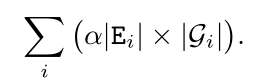 ∑_i (α|E_i| × |𝒢_i|).